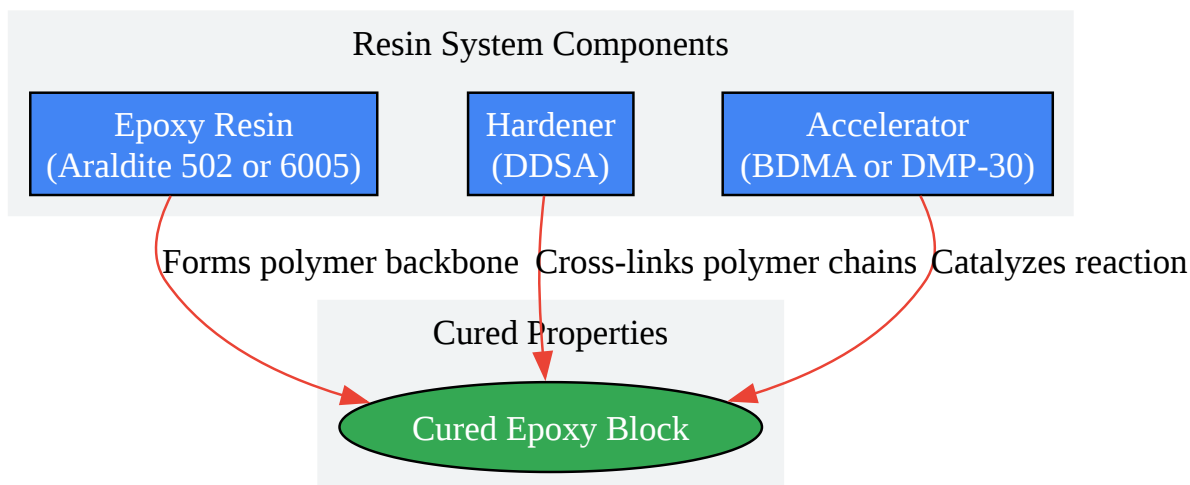 Resin System Components
Epoxy Resin
(Araldite 502 or 6005)
Hardener
(DDSA)
Accelerator
(BDMA or DMP-30)
Forms polymer backbone
Cross-links polymer chains
Catalyzes reaction
Cured Properties
Cured Epoxy Block